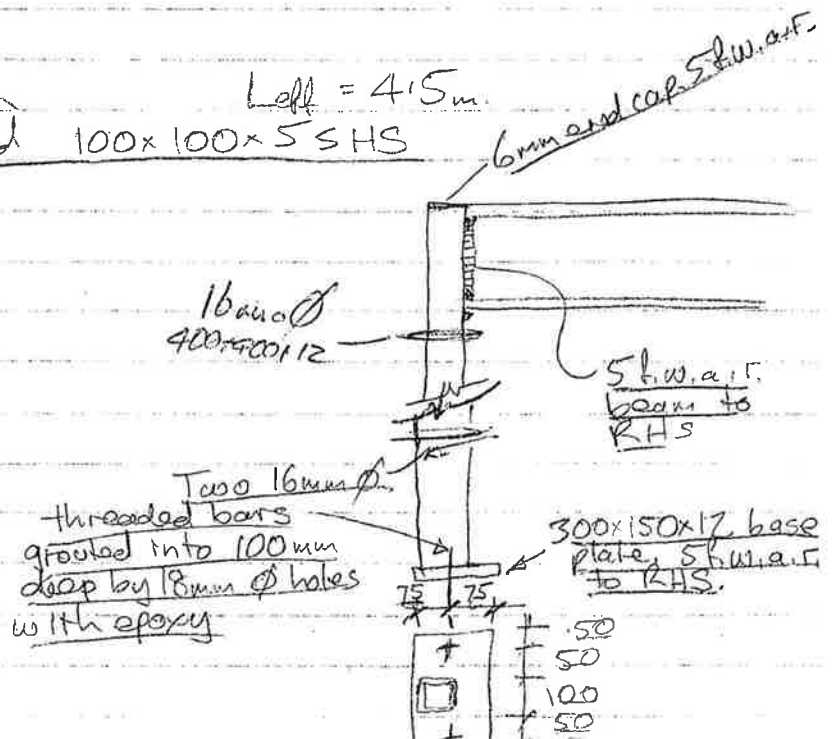 Leff = 4.5m.
100x100x5 SHS
6mm end cap. 5 f.w.a.r.
16 Ø
5 f.w.a.r.
beam to
RHS
Two 16mm Ø
threaded bars
grouted into 100mm
deep by 18mm Ø holes
with epoxy
300x150x12 base
plate, 5 f.w.a.r.
to RHS.
75 75
50
50
100
50